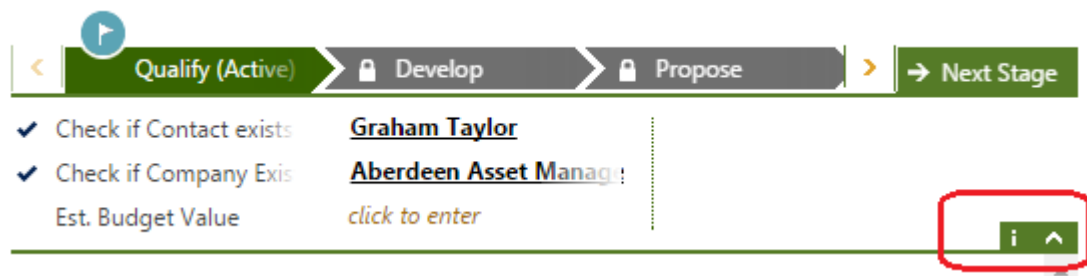 Qualify (Active) Develop Propose Next Stage
Check if Contact exists Graham Taylor
Check if Company Exis Aberdeen Asset Manag
Est. Budget Value click to enter
i